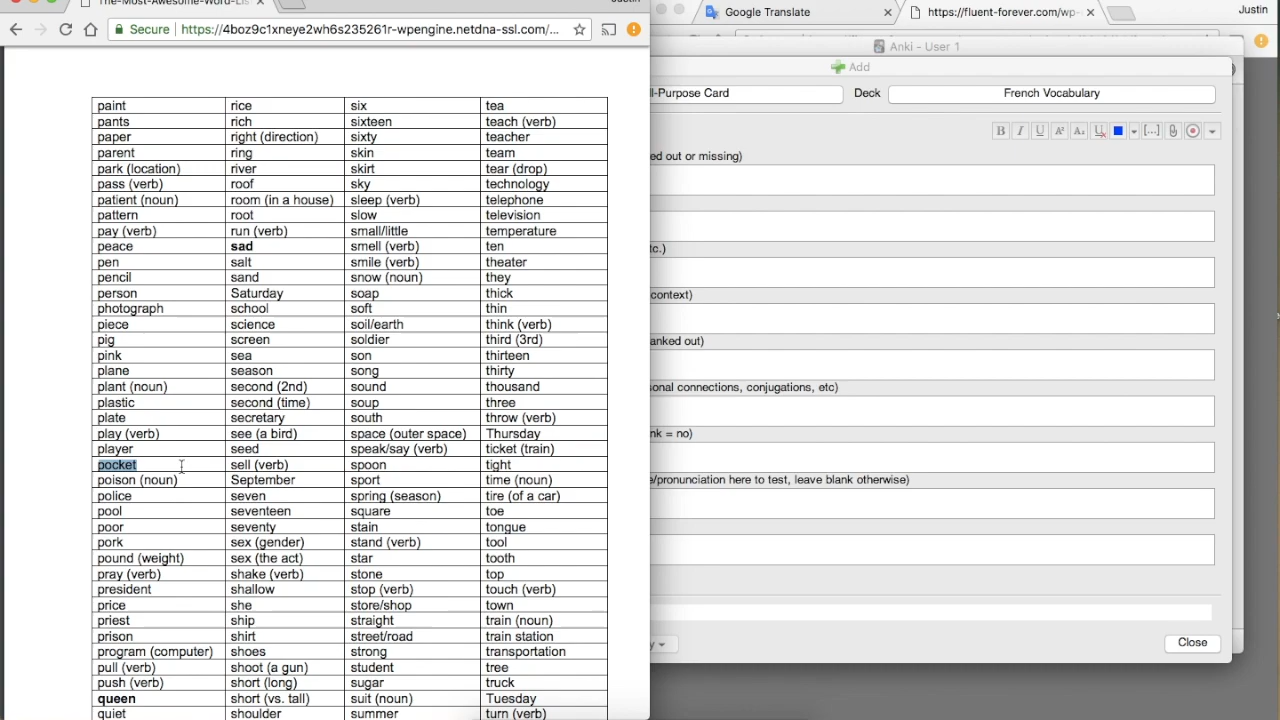 The-Most-Awesome-Word-Lis
Justin
Secure
https://4boz9c1xneye2wh6s235261r-wpengine.netdna-ssl.com/...
paint rice six tea
pants rich sixteen teach (verb)
paper right (direction) sixty teacher
parent ring skin team
park (location) river skirt tear (drop)
pass (verb) roof sky technology
patient (noun) room (in a house) sleep (verb) telephone
pattern root slow television
pay (verb) run (verb) small/little temperature
peace sad smell (verb) ten
pen salt smile (verb) theater
pencil sand snow (noun) they
person Saturday soap thick
photograph school soft thin
piece science soil/earth think (verb)
pig screen soldier third (3rd)
pink sea son thirteen
plane season song thirty
plant (noun) second (2nd) sound thousand
plastic second (time) soup three
plate secretary south throw (verb)
play (verb) see (a bird) space (outer space) Thursday
player seed speak/say (verb) ticket (train)
pocket sell (verb) spoon tight
poison (noun) September sport time (noun)
police seven spring (season) tire (of a car)
pool seventeen square toe
poor seventy stain tongue
pork sex (gender) stand (verb) tool
pound (weight) sex (the act) star tooth
pray (verb) shake (verb) stone top
president shallow stop (verb) touch (verb)
price she store/shop town
priest ship straight train (noun)
prison shirt street/road train station
program (computer) shoes strong transportation
pull (verb) shoot (a gun) student tree
push (verb) short (long) sugar truck
queen short (vs. tall) suit (noun) Tuesday
quiet shoulder summer turn (verb)
Google Translate
https://fluent-forever.com/wp-
Justin
Anki - User 1
Add
l-Purpose Card Deck French Vocabulary
B I U A² A₂ U [...]
ed out or missing)
tc.)
context)
anked out)
sonal connections, conjugations, etc)
nk = no)
e/pronunciation here to test, leave blank otherwise)
y
Close